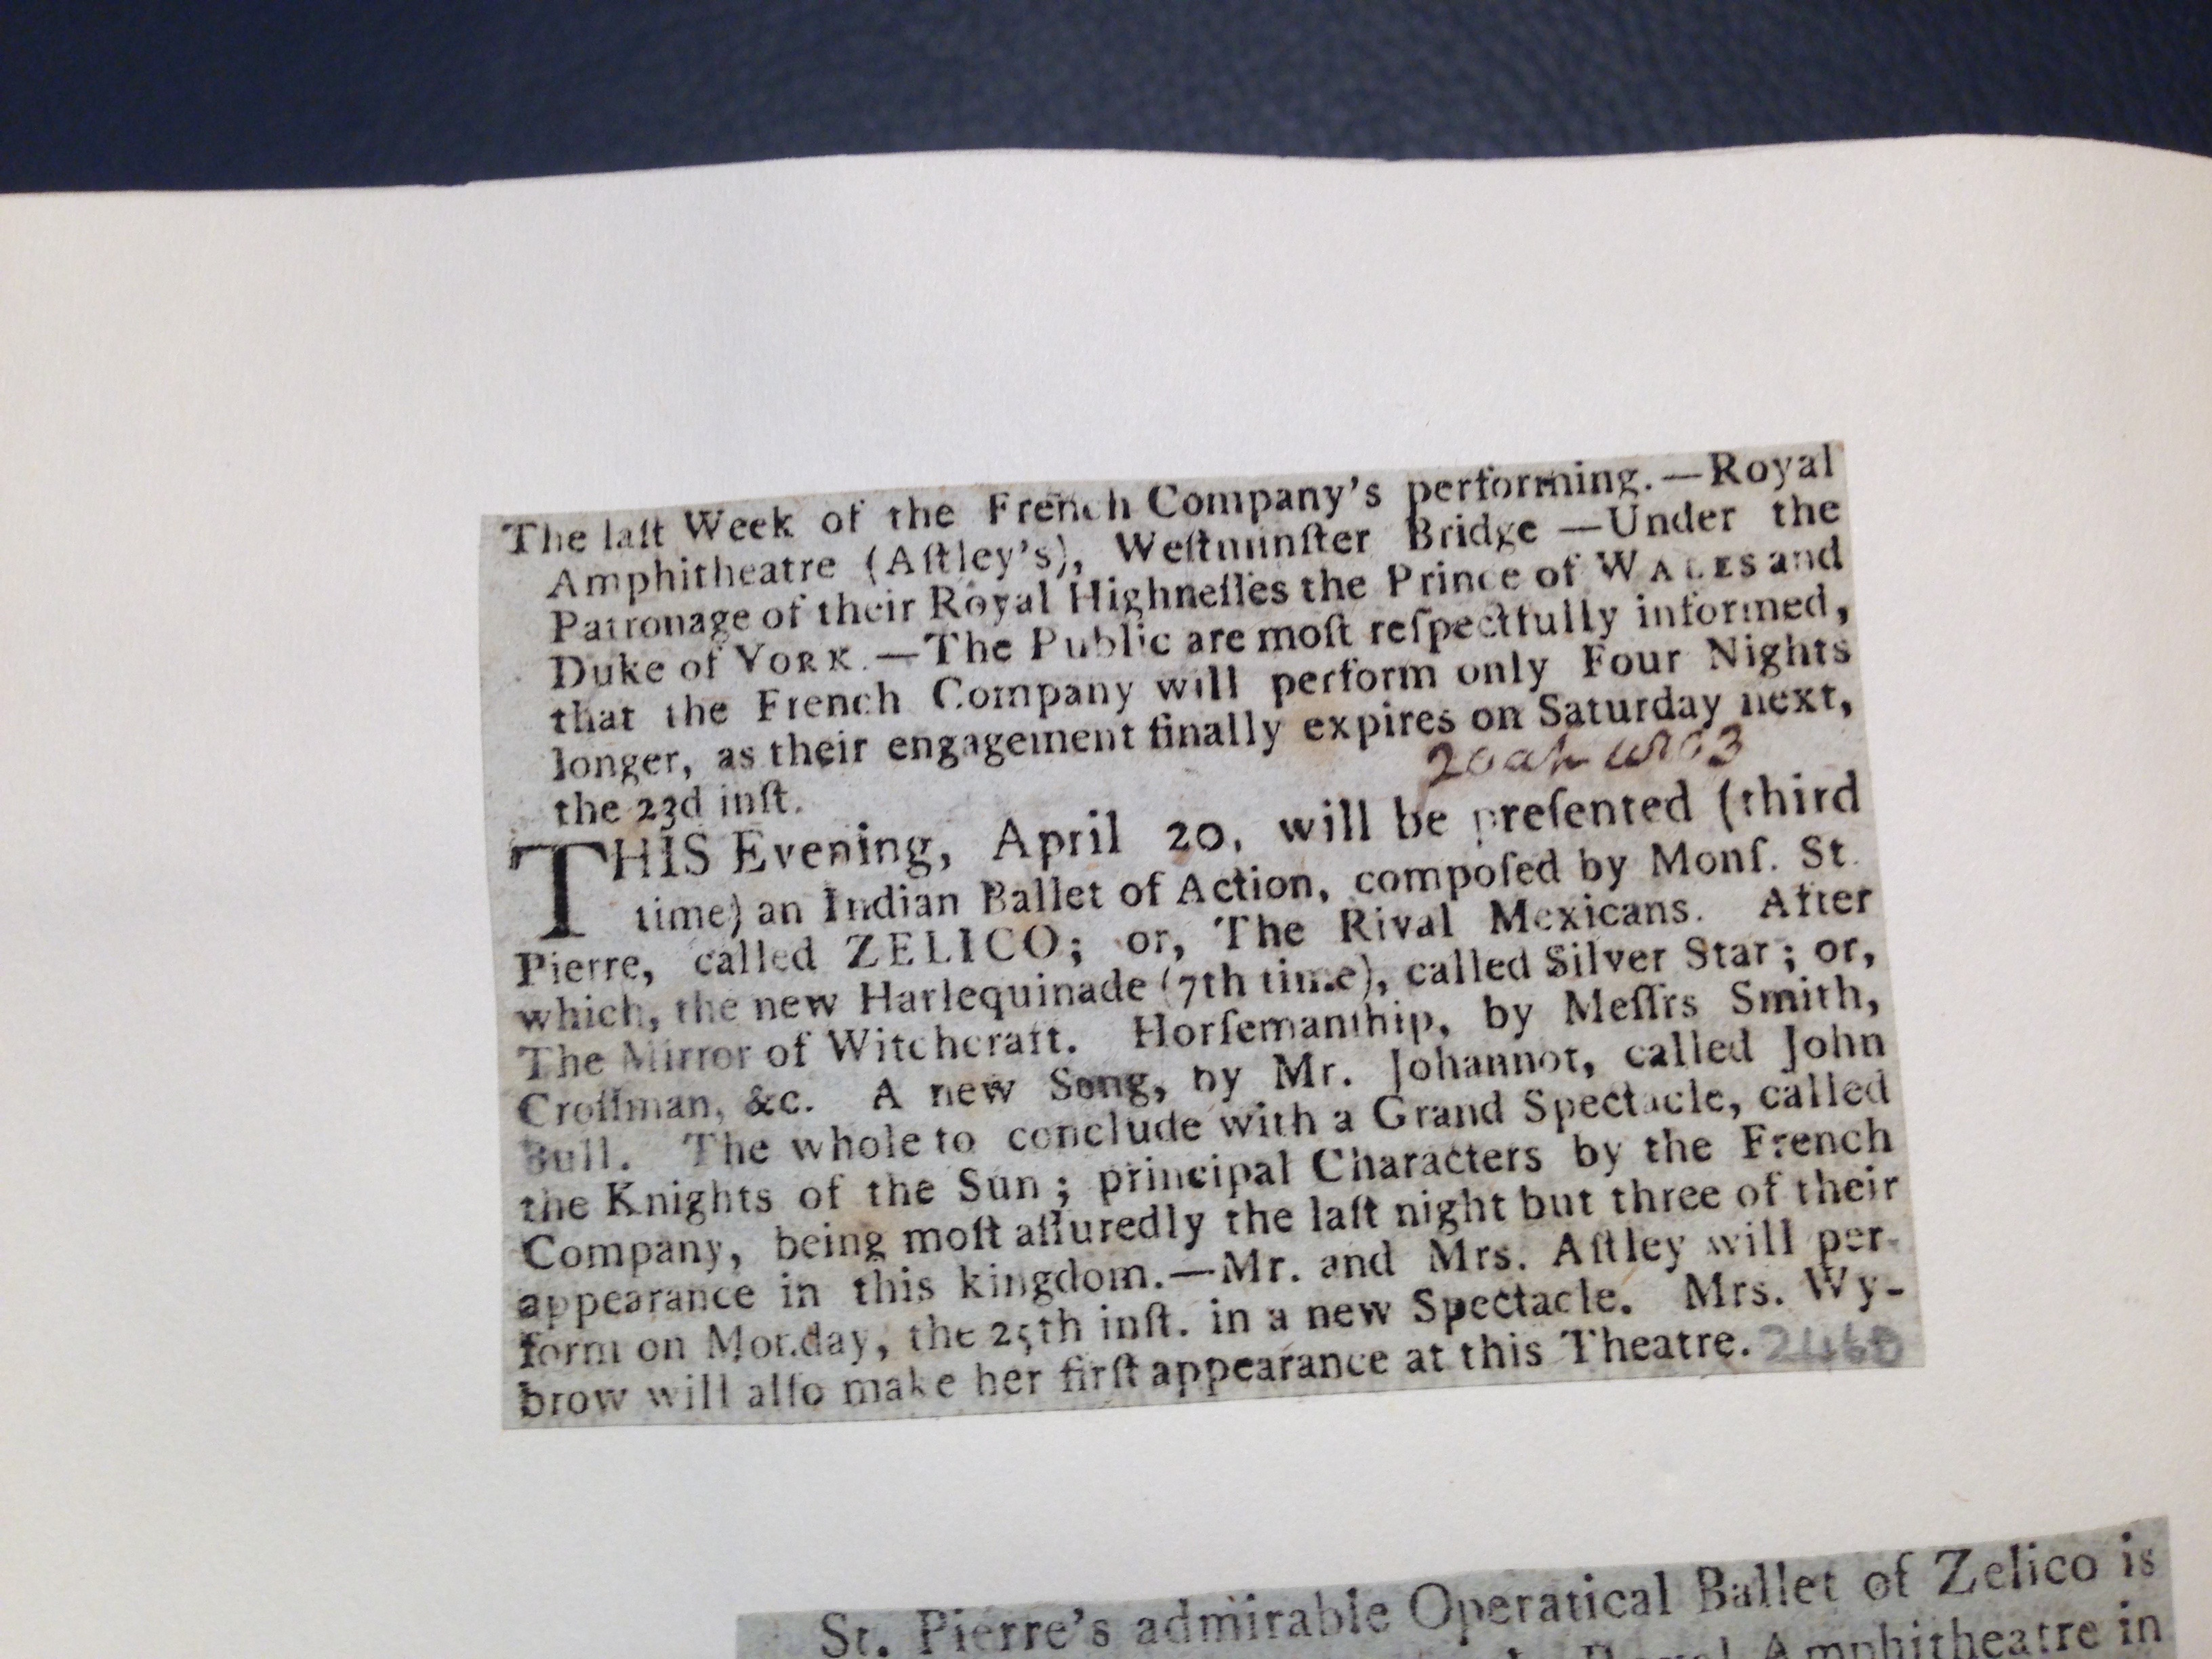 The laſt Week of the French Company's performing.—Royal
Amphitheatre (Aſtley's), Weſtminſter Bridge—Under the
Patronage of their Royal Highneſſes the Prince of WALES and
Duke of YORK.—The Public are moſt reſpectfully informed,
that the French Company will perform only Four Nights
longer, as their engagement finally expires on Saturday next,
the 23d inſt.
THIS Evening, April 20, will be preſented (third
time) an Indian Ballet of Action, compoſed by Monſ. St.
Pierre, called ZELICO; or, The Rival Mexicans. After
which, the new Harlequinade (7th time), called Silver Star; or,
The Mirror of Witchcraft. Horſemanſhip, by Meſſrs Smith,
Croſſman, &c. A new Song, by Mr. Johannot, called John
Bull. The whole to conclude with a Grand Spectacle, called
the Knights of the Sun; principal Characters by the French
Company, being moſt aſſuredly the laſt night but three of their
appearance in this kingdom.—Mr. and Mrs. Aſtley will per-
form on Monday, the 25th inſt. in a new Spectacle. Mrs. Wy-
brow will alſo make her firſt appearance at this Theatre.
St. Pierre's admirable Operatical Ballet of Zelico is
Royal Amphitheatre in